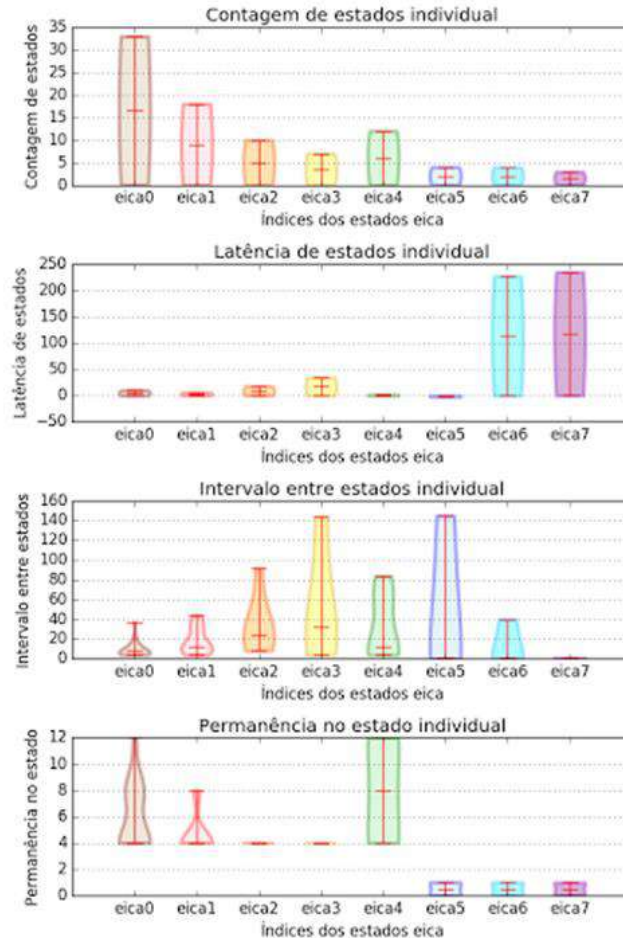 Contagem de estados individual
Contagem de estados
35
30
25
20
15
10
5
0
eica0 eica1 eica2 eica3 eica4 eica5 eica6 eica7
Índices dos estados eica
Latência de estados individual
Latência de estados
250
200
150
100
50
0
−50
eica0 eica1 eica2 eica3 eica4 eica5 eica6 eica7
Índices dos estados eica
Intervalo entre estados individual
Intervalo entre estados
160
140
120
100
80
60
40
20
0
eica0 eica1 eica2 eica3 eica4 eica5 eica6 eica7
Índices dos estados eica
Permanência no estado individual
Permanência no estado
12
10
8
6
4
2
0
eica0 eica1 eica2 eica3 eica4 eica5 eica6 eica7
Índices dos estados eica